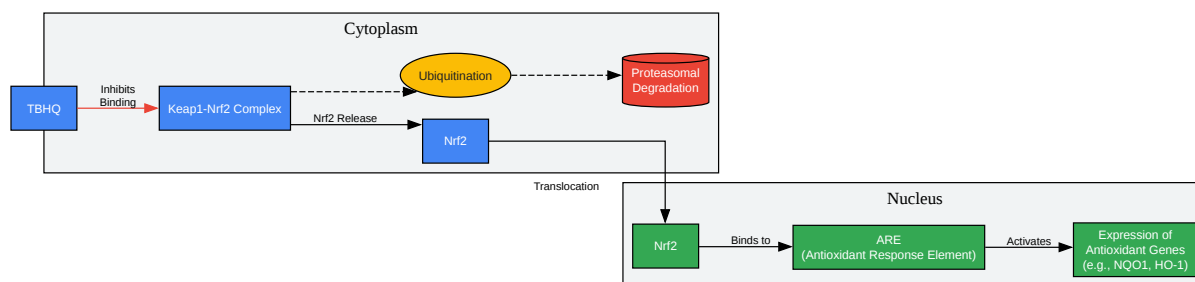 Cytoplasm
TBHQ
Inhibits
Binding
Keap1-Nrf2 Complex
Ubiquitination
Proteasomal
Degradation
Nrf2 Release
Nrf2
Translocation
Nucleus
Nrf2
Binds to
ARE
(Antioxidant Response Element)
Activates
Expression of
Antioxidant Genes
(e.g., NQO1, HO-1)